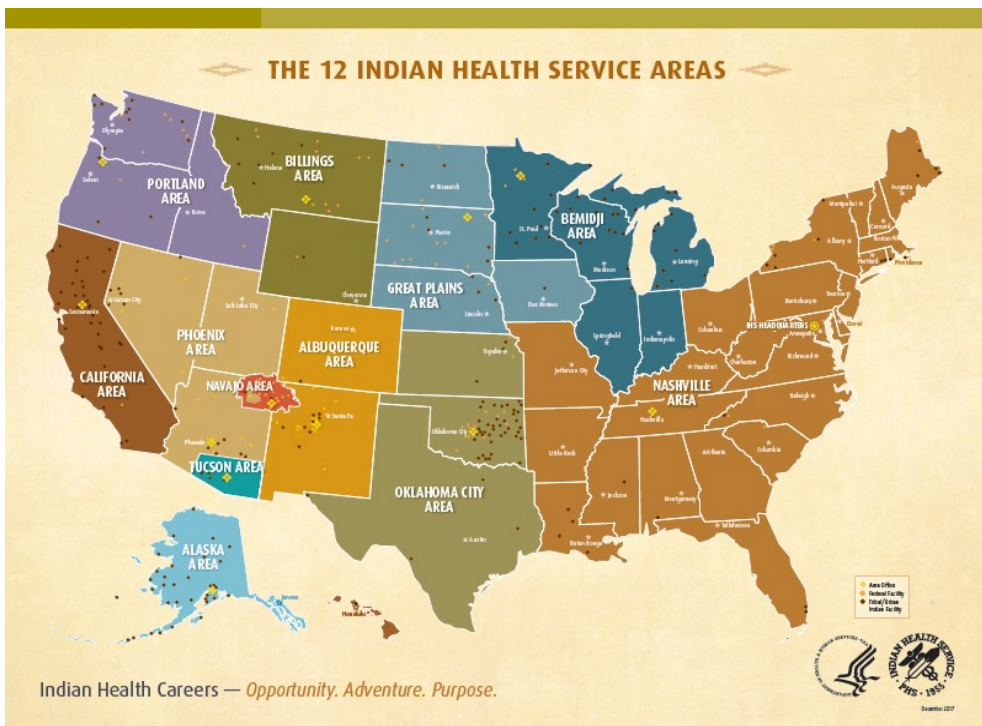 THE 12 INDIAN HEALTH SERVICE AREAS
Olympia
Salem
PORTLAND
AREA
Boise
Helena
BILLINGS
AREA
Bismarck
Pierre
St. Paul
BEMIDJI
AREA
Madison
Lansing
Augusta
Montpelier
Concord
Albany
Boston
Hartford
Providence
Carson City
Sacramento
Salt Lake City
Cheyenne
GREAT PLAINS
AREA
Lincoln
Des Moines
Springfield
Indianapolis
Columbus
Harrisburg
Trenton
Dover
IHS HEADQUARTERS
Annapolis
PHOENIX
AREA
Denver
ALBUQUERQUE
AREA
Topeka
Jefferson City
Frankfort
Charleston
Richmond
CALIFORNIA
AREA
NAVAJO AREA
Santa Fe
Oklahoma City
NASHVILLE
AREA
Nashville
Raleigh
Phoenix
TUCSON AREA
Little Rock
Atlanta
Columbia
OKLAHOMA CITY
AREA
Jackson
Montgomery
Austin
Baton Rouge
Tallahassee
ALASKA
AREA
Juneau
Honolulu
Area Office
Federal Facility
Tribal/Urban
Indian Facility
INDIAN HEALTH SERVICE
PHS • 1955
Indian Health Careers — Opportunity. Adventure. Purpose.
December 2017